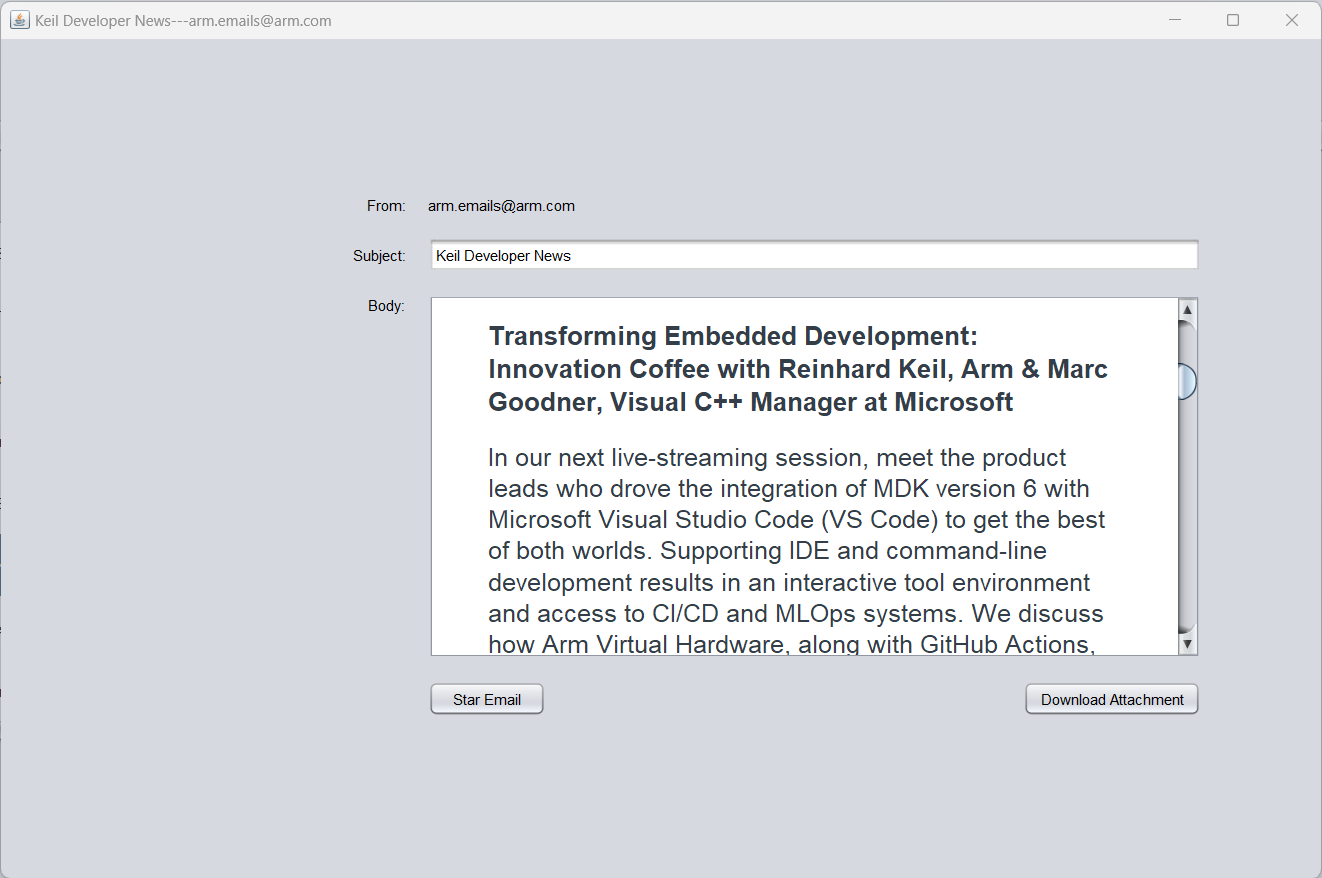 Keil Developer News---arm.emails@arm.com
From: arm.emails@arm.com
Subject: Keil Developer News
Body:
Transforming Embedded Development:
Innovation Coffee with Reinhard Keil, Arm & Marc
Goodner, Visual C++ Manager at Microsoft
In our next live-streaming session, meet the product
leads who drove the integration of MDK version 6 with
Microsoft Visual Studio Code (VS Code) to get the best
of both worlds. Supporting IDE and command-line
development results in an interactive tool environment
and access to CI/CD and MLOps systems. We discuss
how Arm Virtual Hardware, along with GitHub Actions,
Star Email
Download Attachment